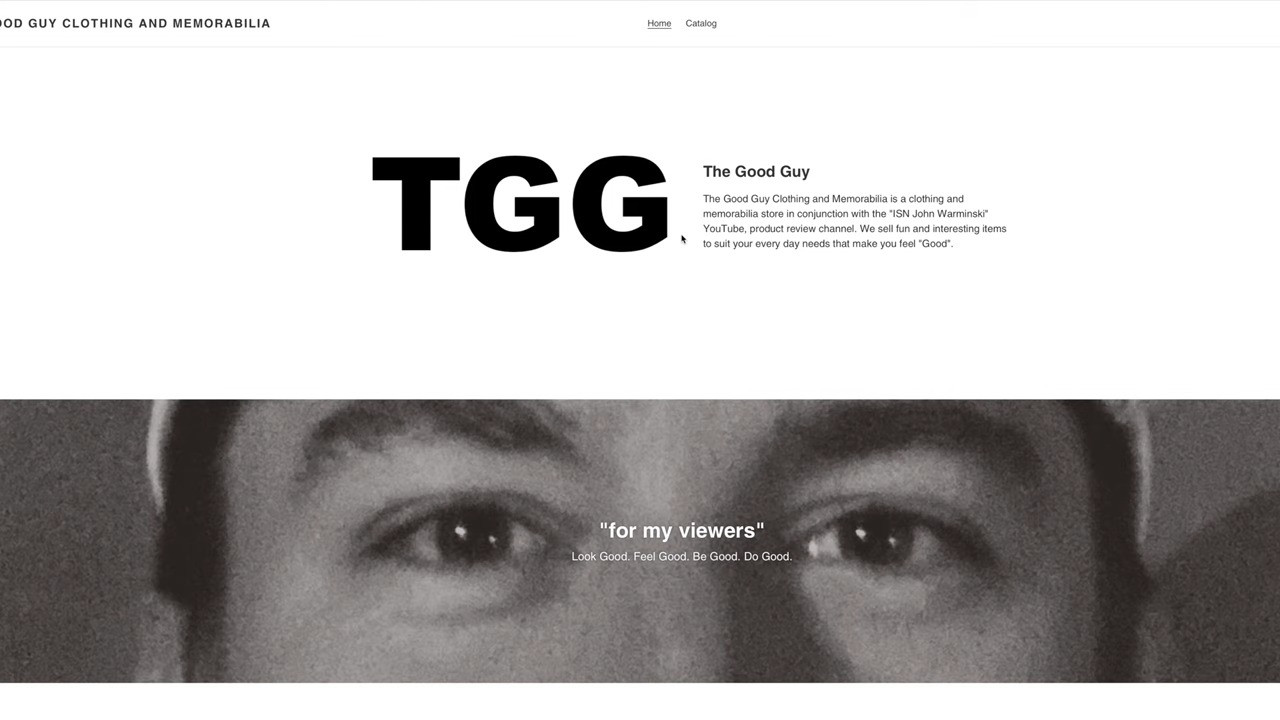 OOD GUY CLOTHING AND MEMORABILIA
Home Catalog
TGG
The Good Guy
The Good Guy Clothing and Memorabilia is a clothing and
memorabilia store in conjunction with the "ISN John Warminski"
YouTube, product review channel. We sell fun and interesting items
to suit your every day needs that make you feel "Good".
"for my viewers"
Look Good. Feel Good. Be Good. Do Good.